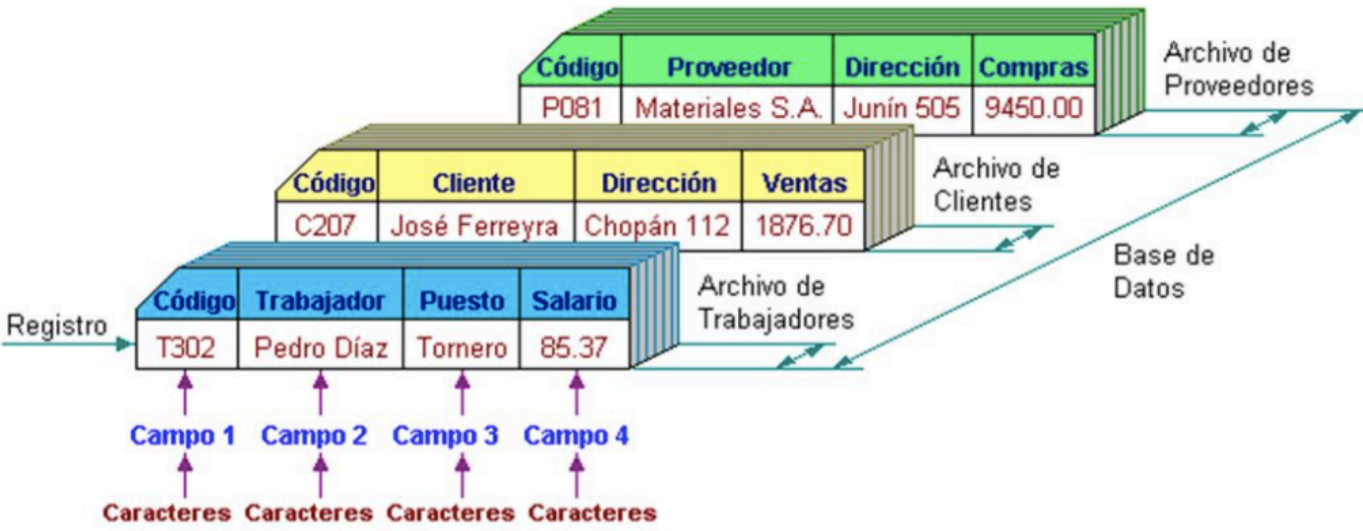 Código Proveedor Dirección Compras
P081 Materiales S.A. Junín 505 9450.00
Archivo de
Proveedores
Código Cliente Dirección Ventas
C207 José Ferreyra Chopán 112 1876.70
Archivo de
Clientes
Base de
Datos
Código Trabajador Puesto Salario
T302 Pedro Díaz Tornero 85.37
Archivo de
Trabajadores
Registro
Campo 1 Campo 2 Campo 3 Campo 4
Caracteres Caracteres Caracteres Caracteres